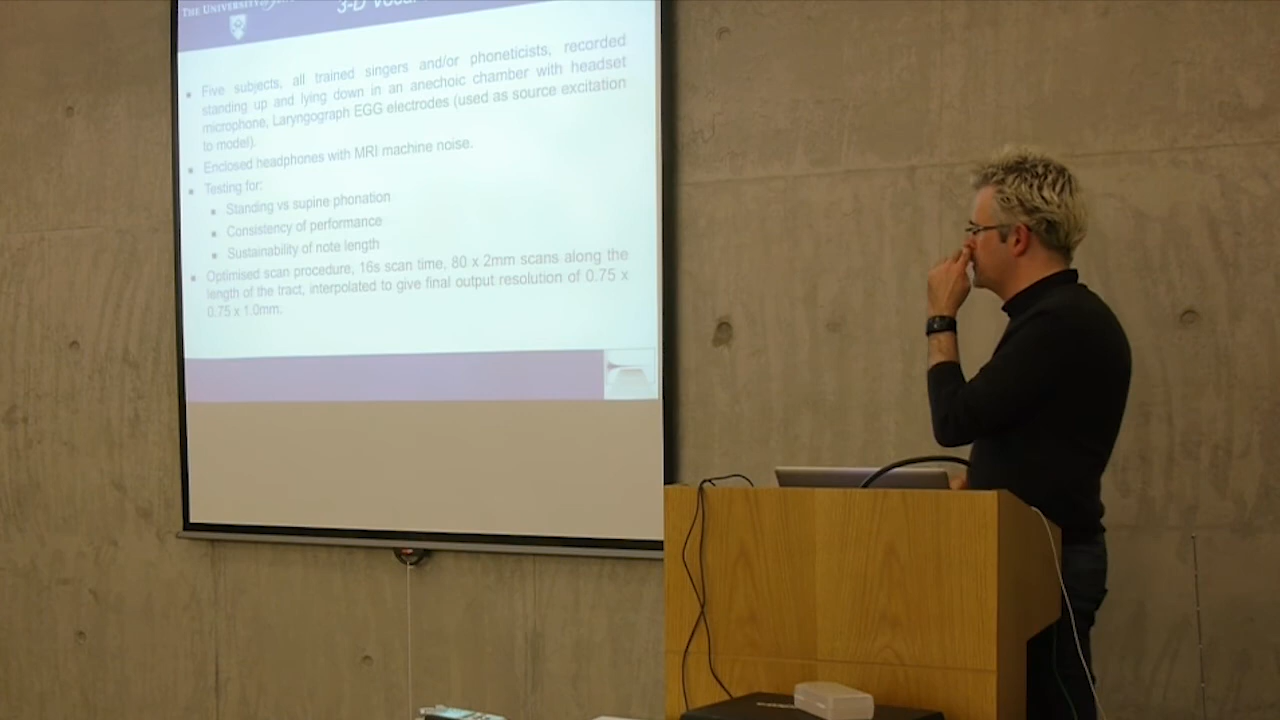 THE UNIVERSITY of
3-D Vocal
Five subjects, all trained singers and/or phoneticists, recorded
standing up and lying down in an anechoic chamber with headset
microphone, Laryngograph EGG electrodes (used as source excitation
to model).
Enclosed headphones with MRI machine noise.
Testing for:
Standing vs supine phonation
Consistency of performance
Sustainability of note length
Optimised scan procedure, 16s scan time, 80 x 2mm scans along the
length of the tract, interpolated to give final output resolution of 0.75 x
0.75 x 1.0mm.